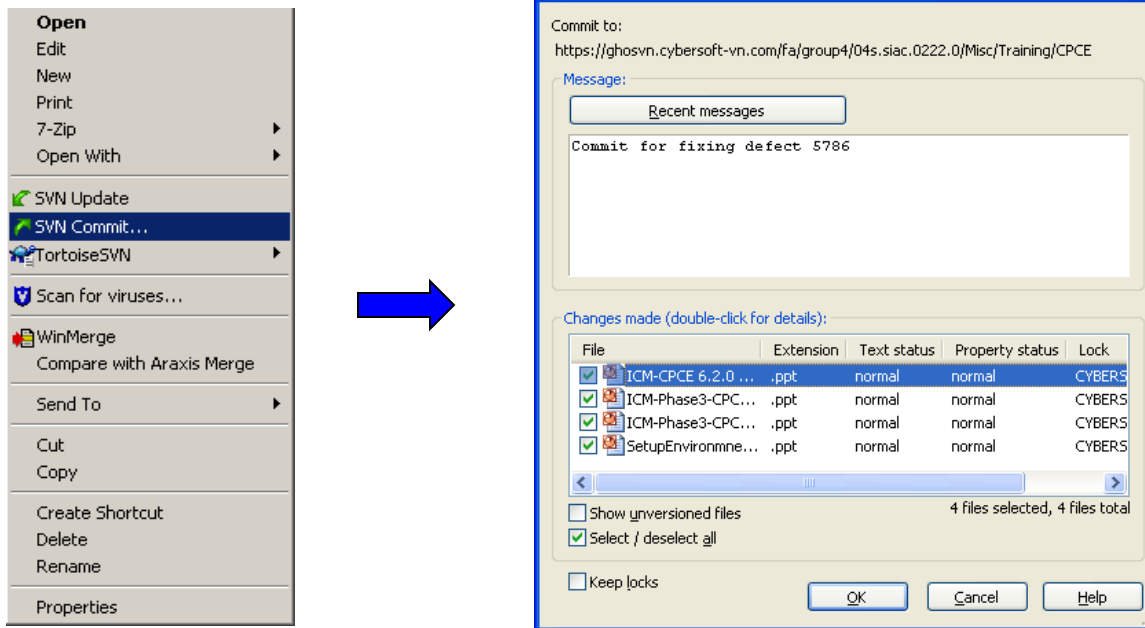 Open
Edit
New
Print
7-Zip
Open With
SVN Update
SVN Commit...
TortoiseSVN
Scan for viruses...
WinMerge
Compare with Araxis Merge
Send To
Cut
Copy
Create Shortcut
Delete
Rename
Properties
Commit to:
https://ghosvn.cybersoft-vn.com/fa/group4/04s.siac.0222.0/Misc/Training/CPCE
Message:
Recent messages
Commit for fixing defect 5786
Changes made (double-click for details):
File Extension Text status Property status Lock
ICM-CPCE 6.2.0 ... .ppt normal normal CYBERS
ICM-Phase3-CPC... .ppt normal normal CYBERS
ICM-Phase3-CPC... .ppt normal normal CYBERS
SetupEnvironmne... .ppt normal normal CYBERS
Show unversioned files
4 files selected, 4 files total
Select / deselect all
Keep locks
OK Cancel Help